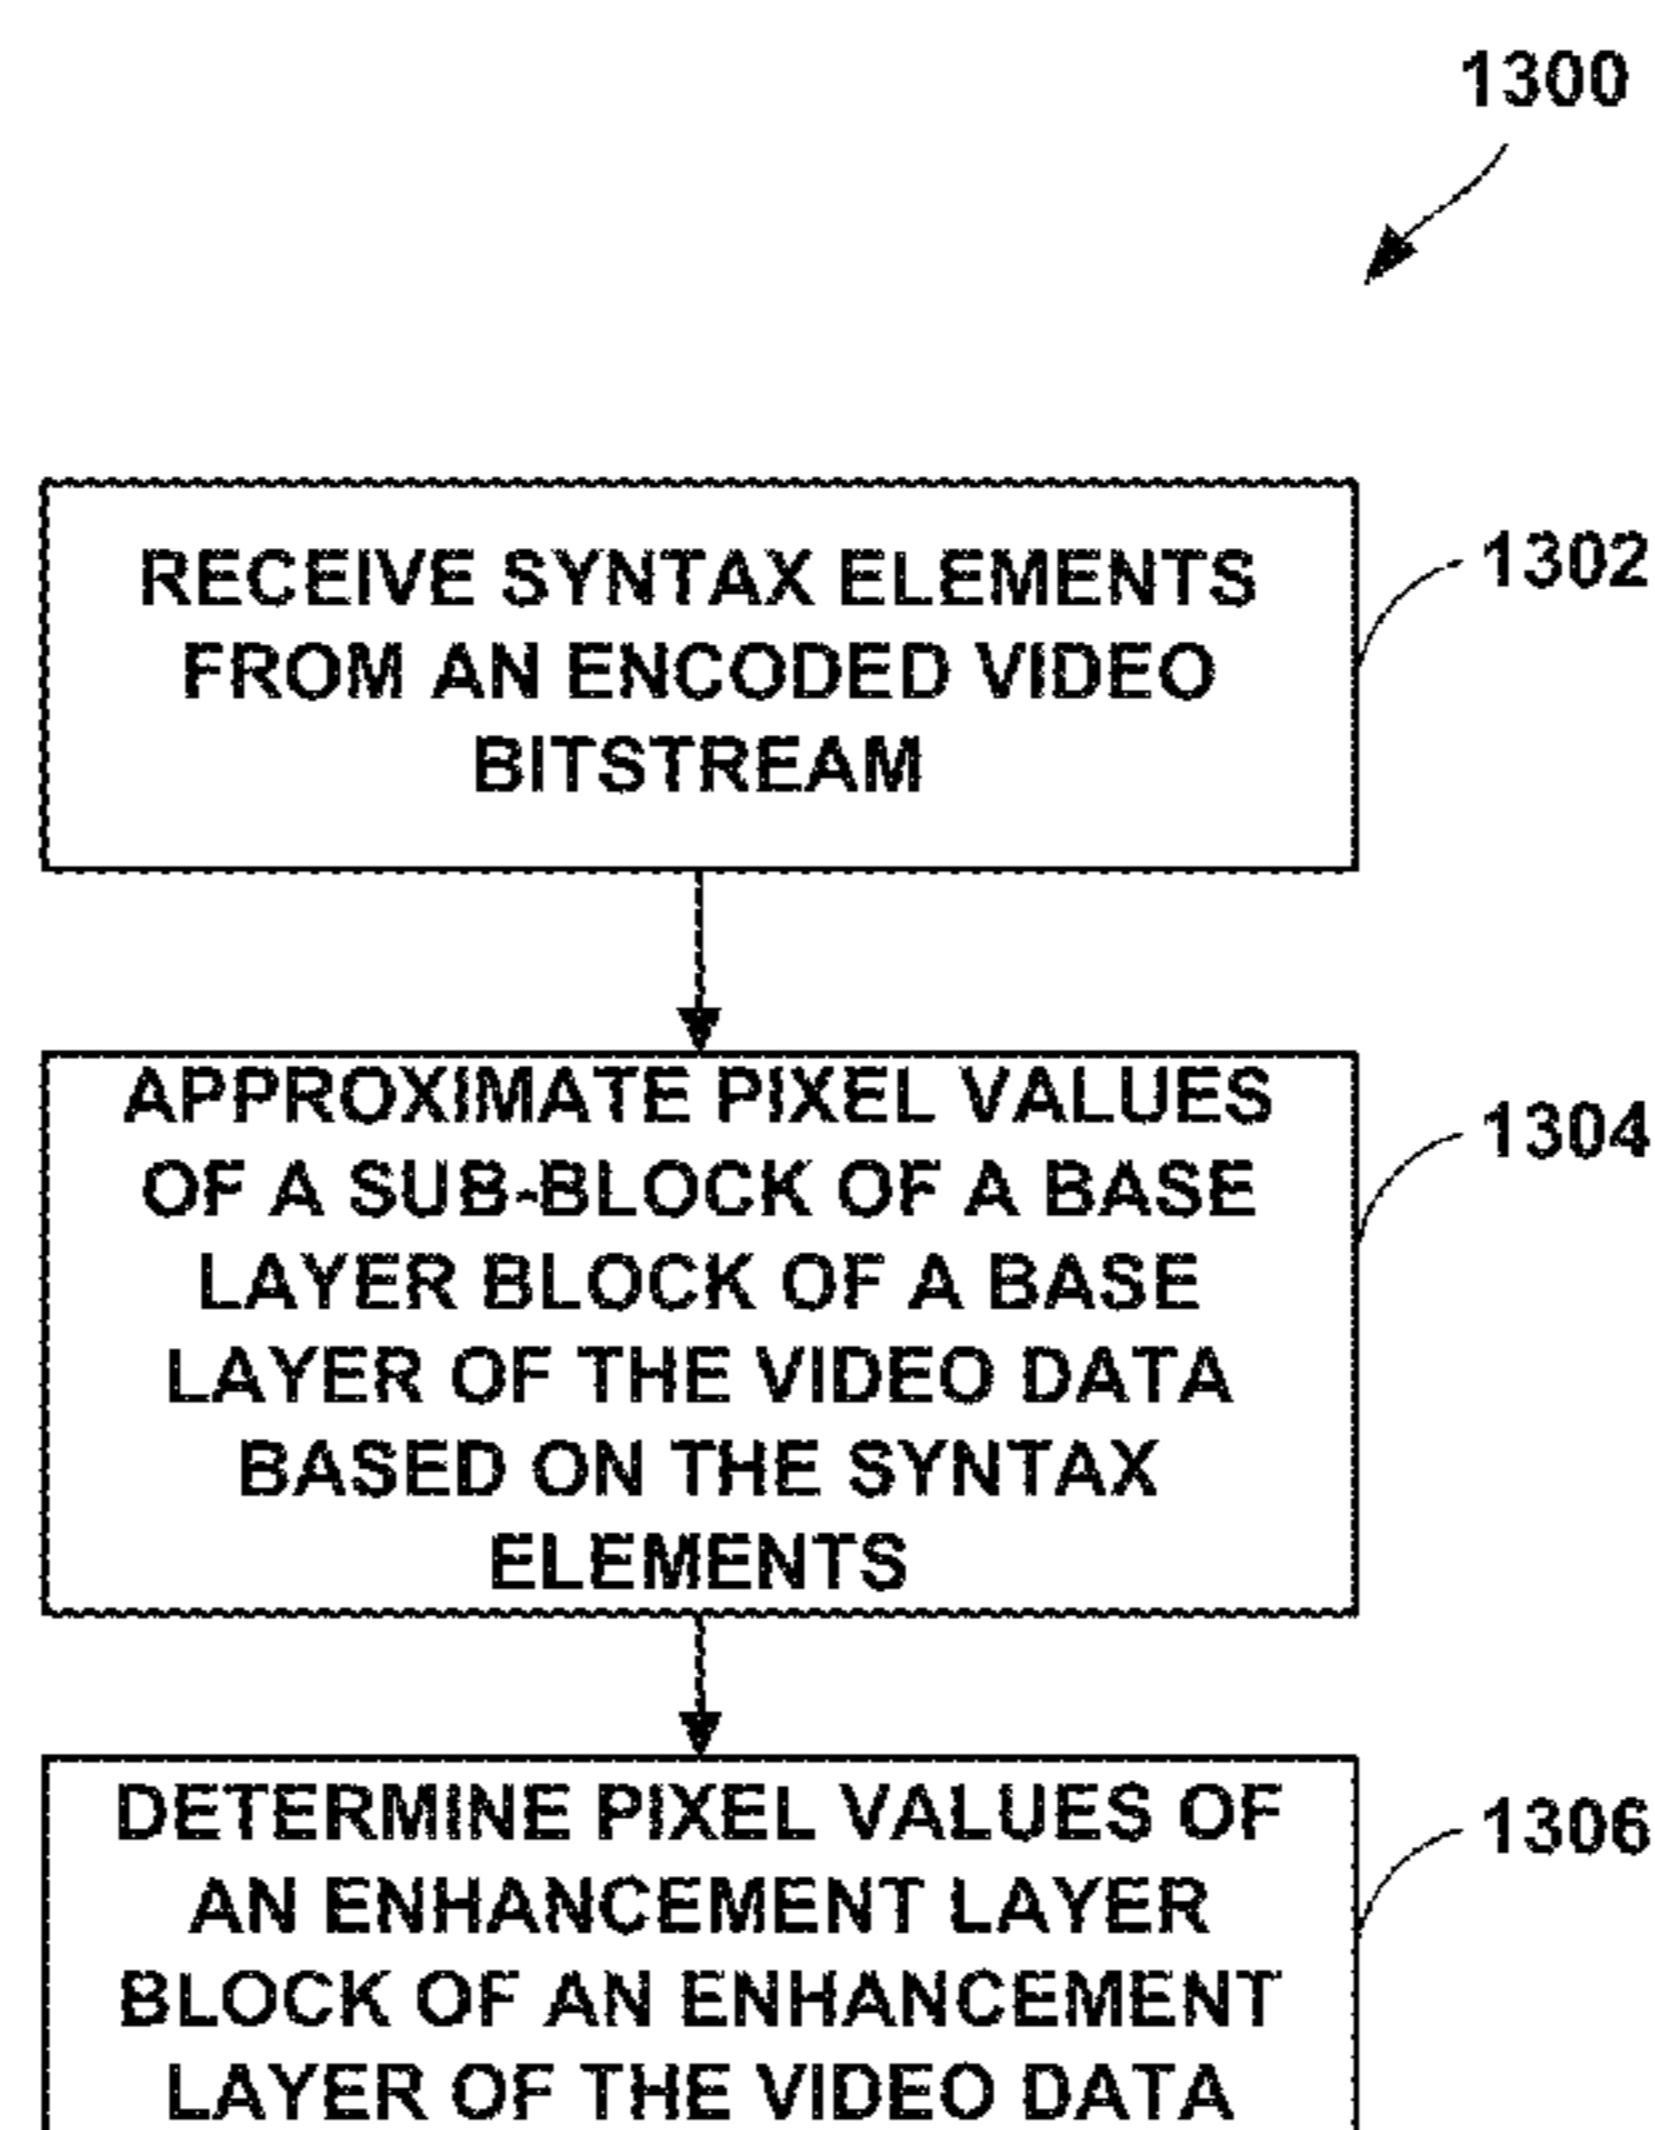 1300
RECEIVE SYNTAX ELEMENTS
FROM AN ENCODED VIDEO
BITSTREAM
1302
APPROXIMATE PIXEL VALUES
OF A SUB-BLOCK OF A BASE
LAYER BLOCK OF A BASE
LAYER OF THE VIDEO DATA
BASED ON THE SYNTAX
ELEMENTS
1304
DETERMINE PIXEL VALUES OF
AN ENHANCEMENT LAYER
BLOCK OF AN ENHANCEMENT
LAYER OF THE VIDEO DATA
1306